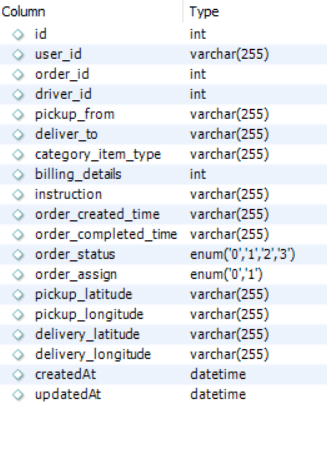 Column Type
id int
user_id varchar(255)
order_id int
driver_id int
pickup_from varchar(255)
deliver_to varchar(255)
category_item_type varchar(255)
billing_details int
instruction varchar(255)
order_created_time varchar(255)
order_completed_time varchar(255)
order_status enum('0','1','2','3')
order_assign enum('0','1')
pickup_latitude varchar(255)
pickup_longitude varchar(255)
delivery_latitude varchar(255)
delivery_longitude varchar(255)
createdAt datetime
updatedAt datetime